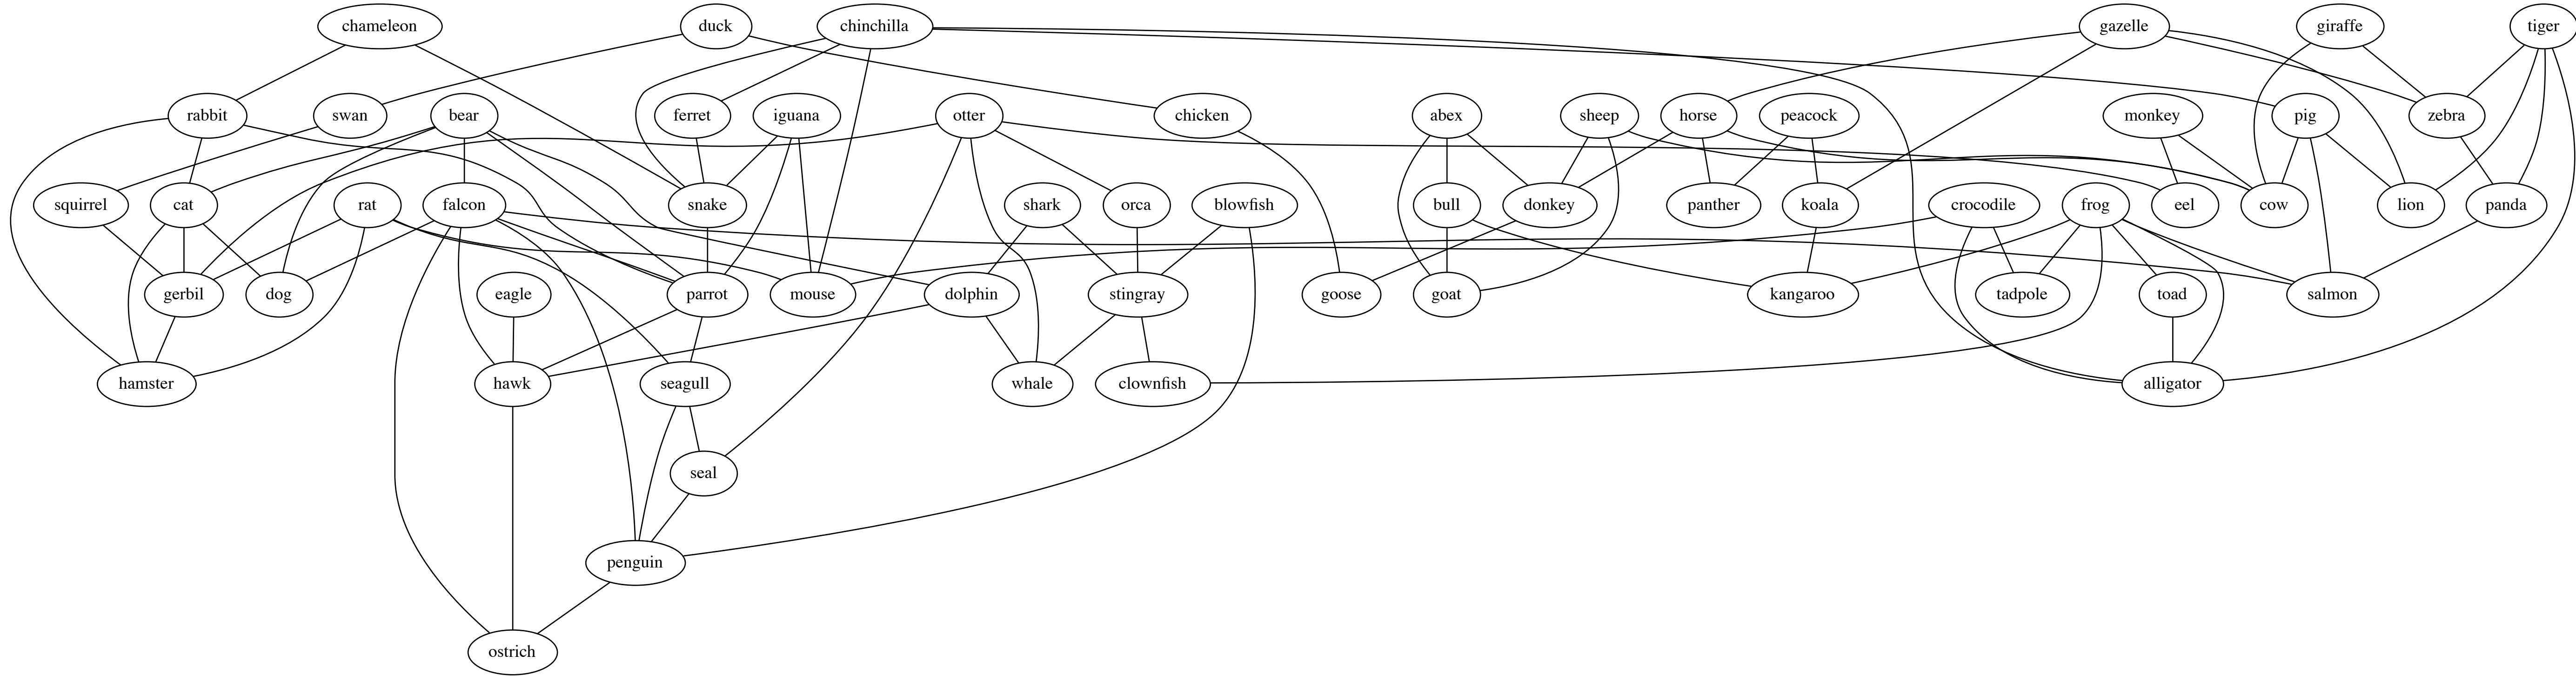 chameleon
duck
chinchilla
gazelle
giraffe
tiger
rabbit
swan
bear
ferret
iguana
otter
chicken
abex
sheep
horse
peacock
monkey
pig
zebra
squirrel
cat
rat
falcon
snake
shark
orca
blowfish
bull
donkey
panther
koala
crocodile
frog
eel
cow
lion
panda
gerbil
dog
eagle
parrot
mouse
dolphin
stingray
goose
goat
kangaroo
tadpole
toad
salmon
hamster
hawk
seagull
whale
clownfish
alligator
seal
penguin
ostrich